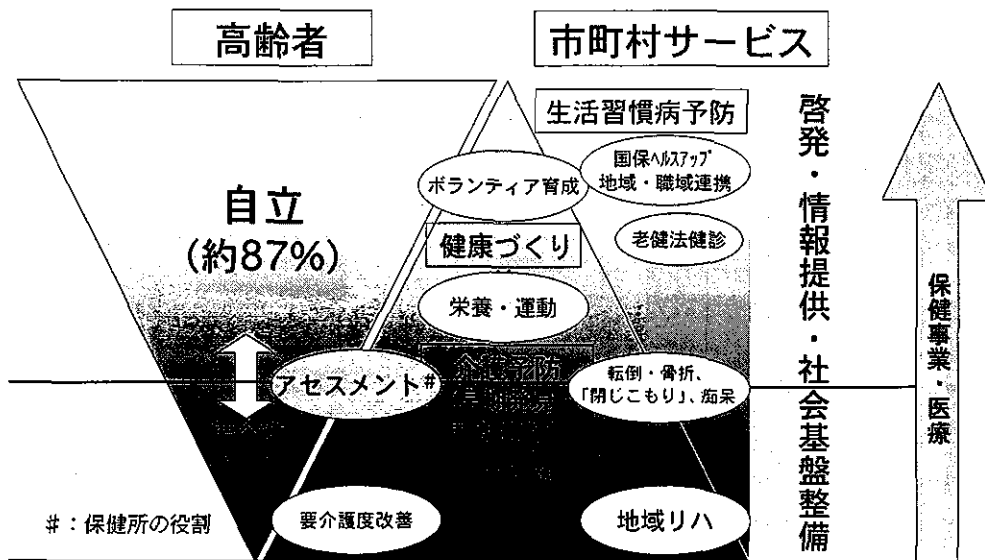 高齢者
市町村サービス
自立
(約87%)
生活習慣病予防
ボランティア育成
国保ヘルスアップ
地域・職域連携
老健法健診
健康づくり
栄養・運動
介護予防
アセスメント#
転倒・骨折、
「閉じこもり」、痴呆
要介護度改善
地域リハ
#：保健所の役割
啓発・情報提供・社会基盤整備
保健事業・医療